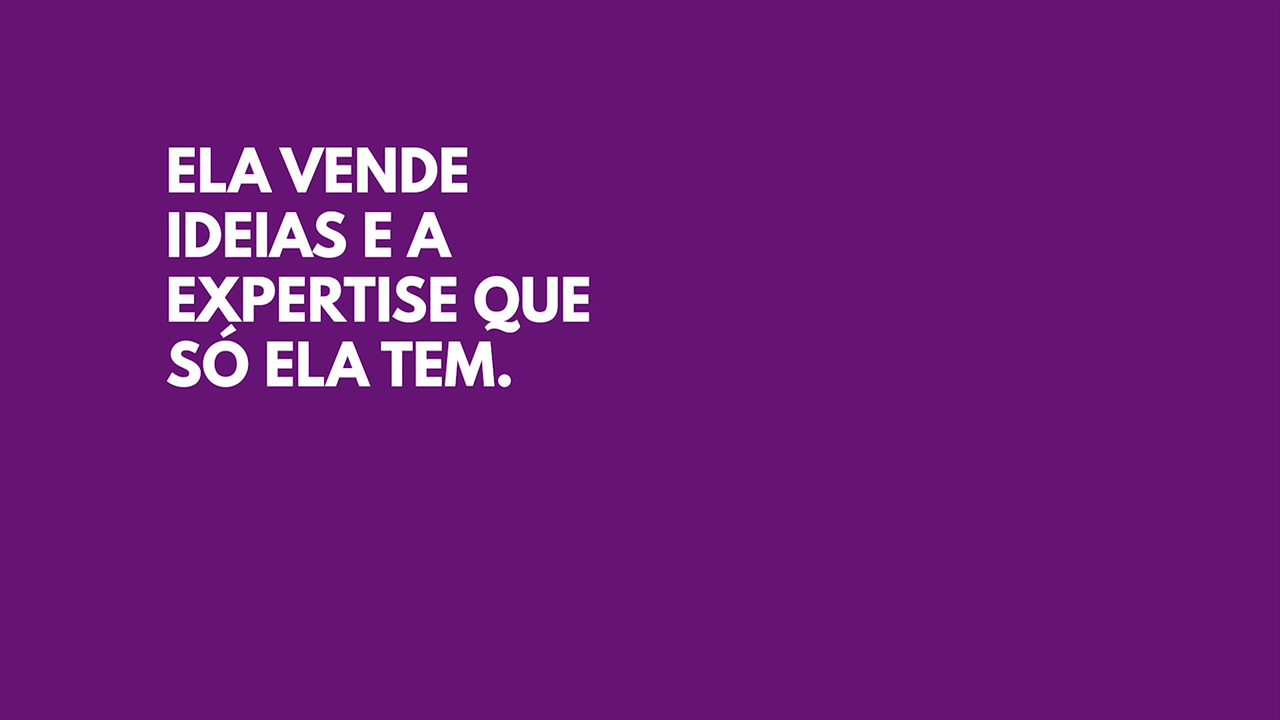 ELA VENDE
IDEIAS E A
EXPERTISE QUE
SÓ ELA TEM.